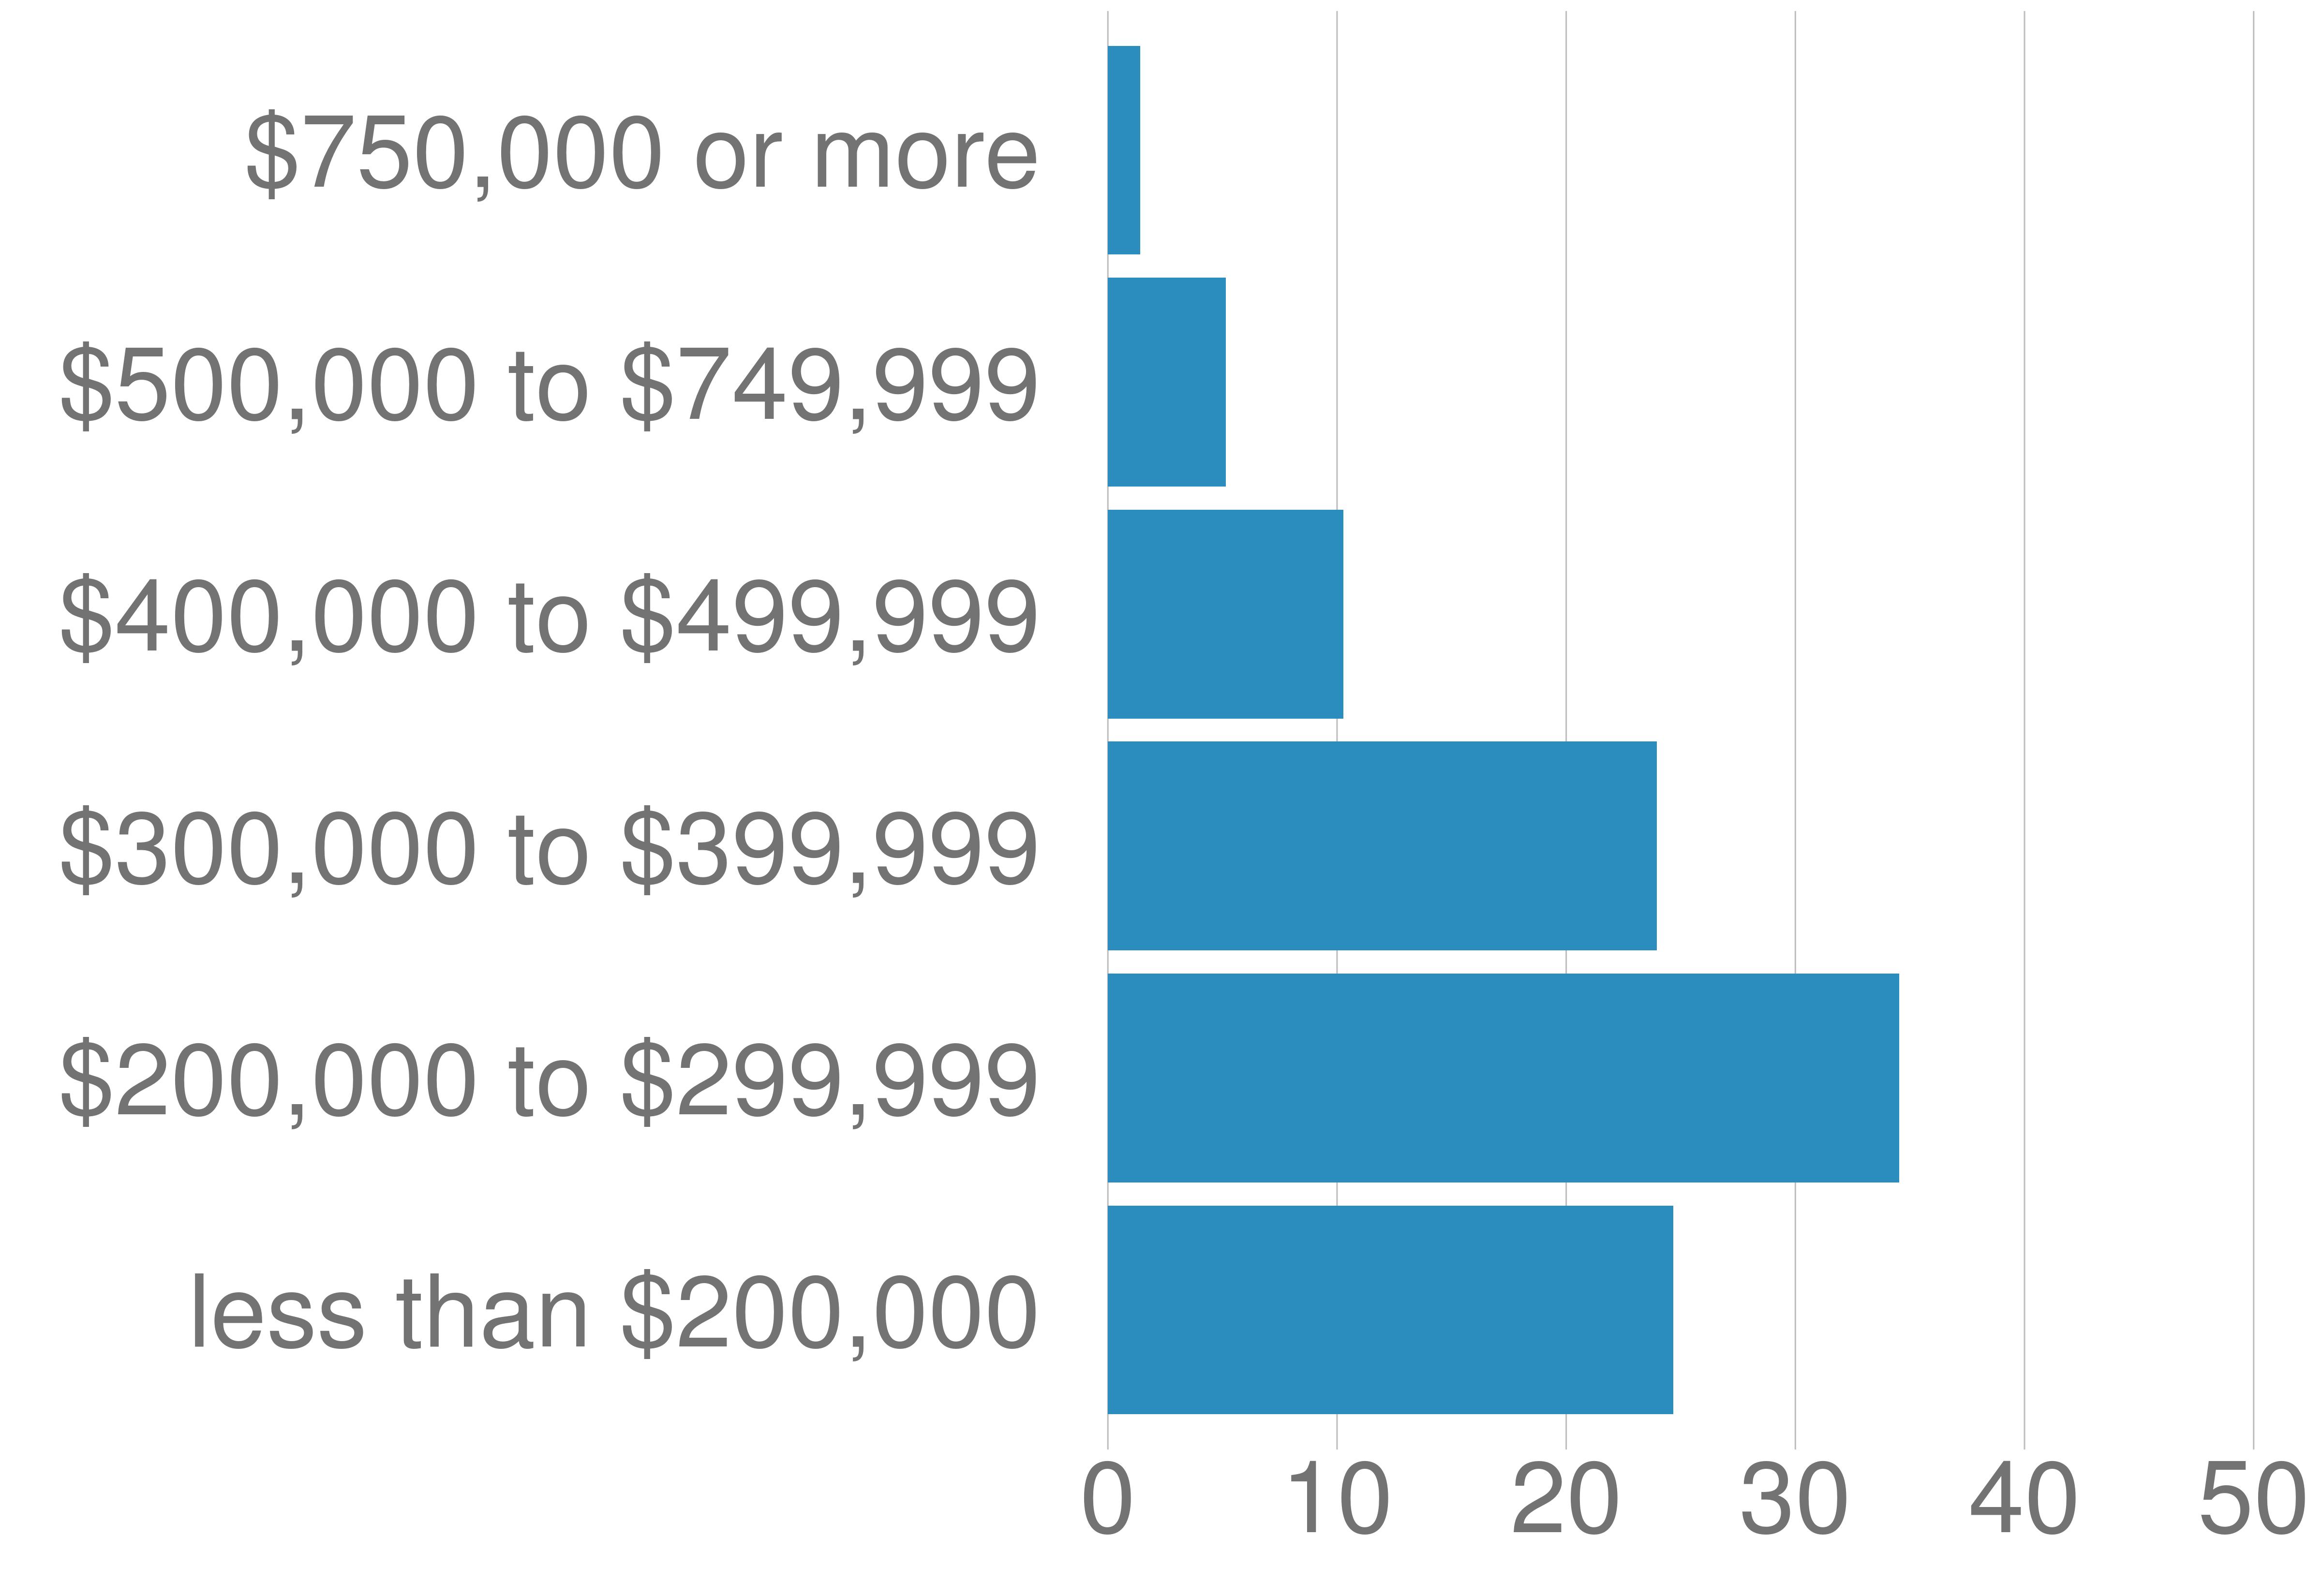 $750,000 or more
$500,000 to $749,999
$400,000 to $499,999
$300,000 to $399,999
$200,000 to $299,999
less than $200,000
0 10 20 30 40 50